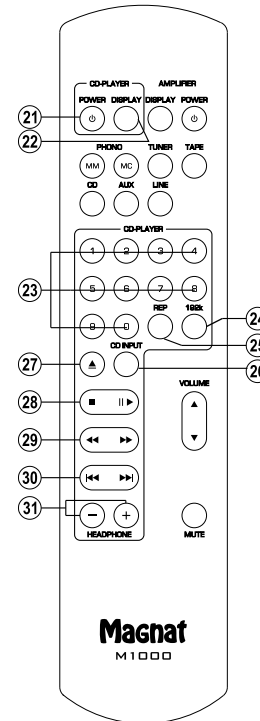 CD-PLAYER AMPLIFIER
POWER DISPLAY DISPLAY POWER
21
22
PHONO TUNER TAPE
MM MC
CD AUX LINE
CD-PLAYER
1 2 3 4
23 5 6 7 8
REP 192k
24
9 0
25
CD INPUT
26
27
VOLUME
28
29
30
31
HEADPHONE MUTE
Magnat
M1000